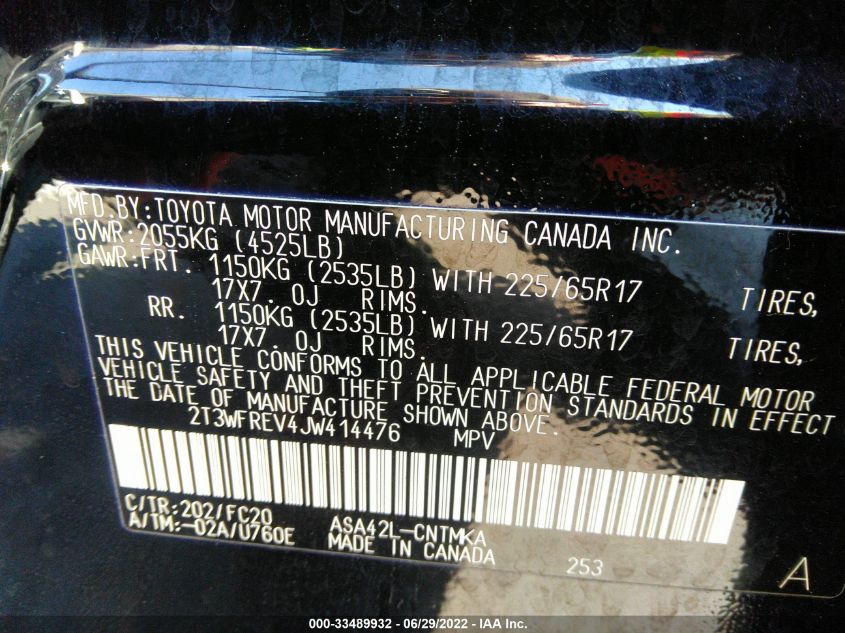 MFD.BY:TOYOTA MOTOR MANUFACTURING CANADA INC.
GVWR:2055KG (4525LB)
GAWR:FRT. 1150KG (2535LB) WITH 225/65R17 TIRES,
17X7.0J RIMS.
RR. 1150KG (2535LB) WITH 225/65R17 TIRES,
17X7.0J RIMS.
THIS VEHICLE CONFORMS TO ALL APPLICABLE FEDERAL MOTOR
VEHICLE SAFETY AND THEFT PREVENTION STANDARDS IN EFFECT
THE DATE OF MANUFACTURE SHOWN ABOVE.
2T3WFREV4JW414476 MPV
C/TR:202/FC20 ASA42L-CNTMKA
A/TM:-02A/U760E MADE IN CANADA 253 A
000-33489932 - 06/29/2022 - IAA Inc.